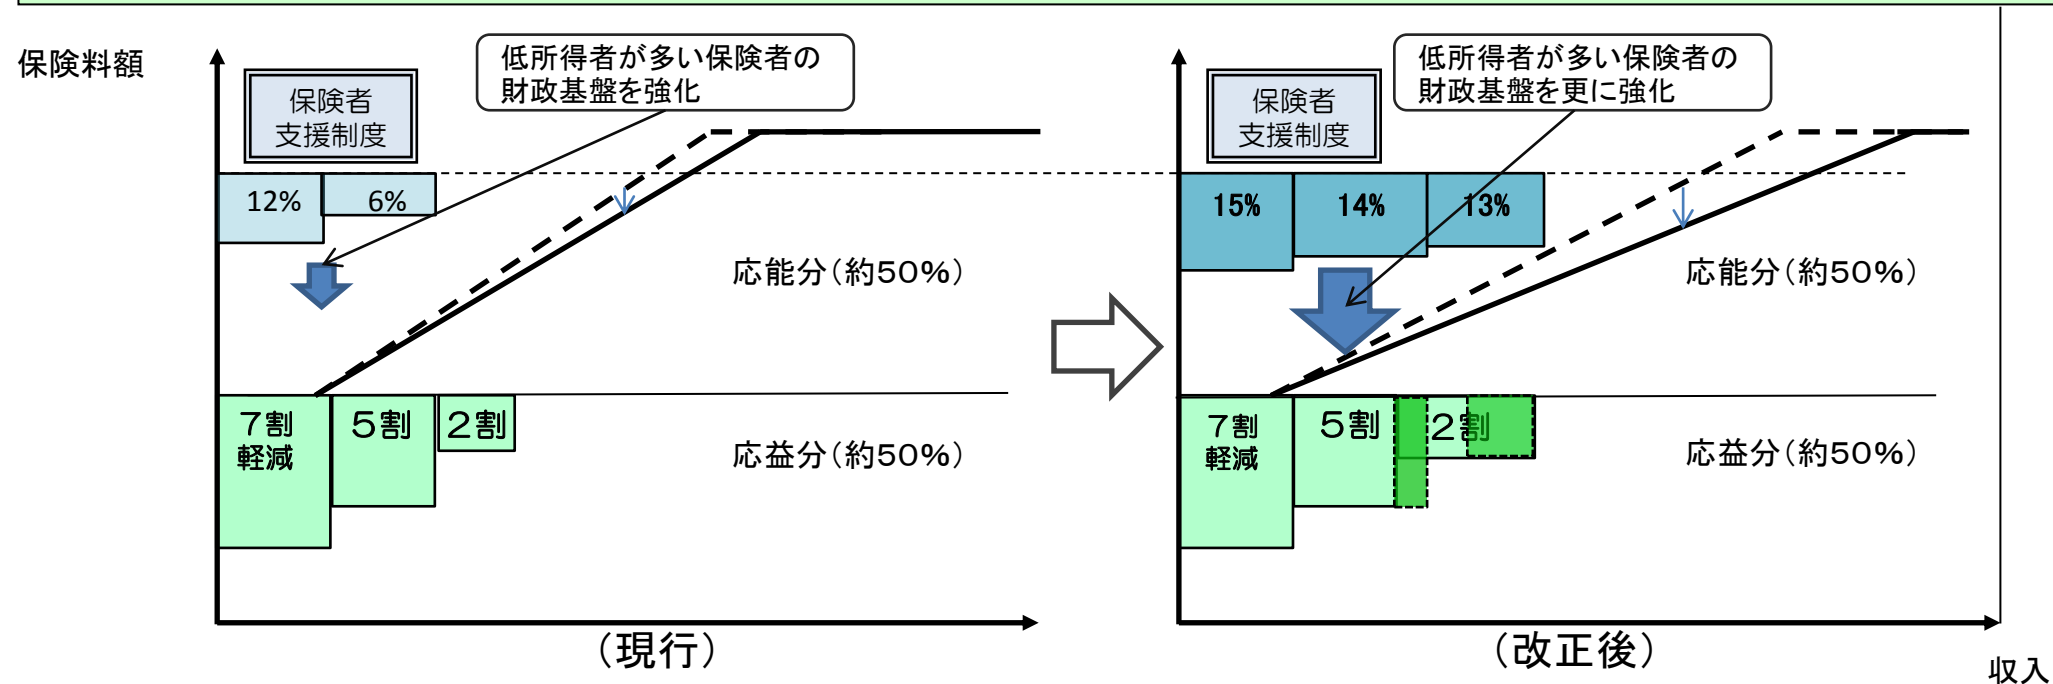 保険料額
保険者
支援制度
低所得者が多い保険者の
財政基盤を強化
12%
6%
応能分(約50%)
7割
軽減
5割
2割
応益分(約50%)
(現行)
保険者
支援制度
低所得者が多い保険者の
財政基盤を更に強化
15%
14%
13%
応能分(約50%)
7割
軽減
5割
2割
応益分(約50%)
(改正後)
収入